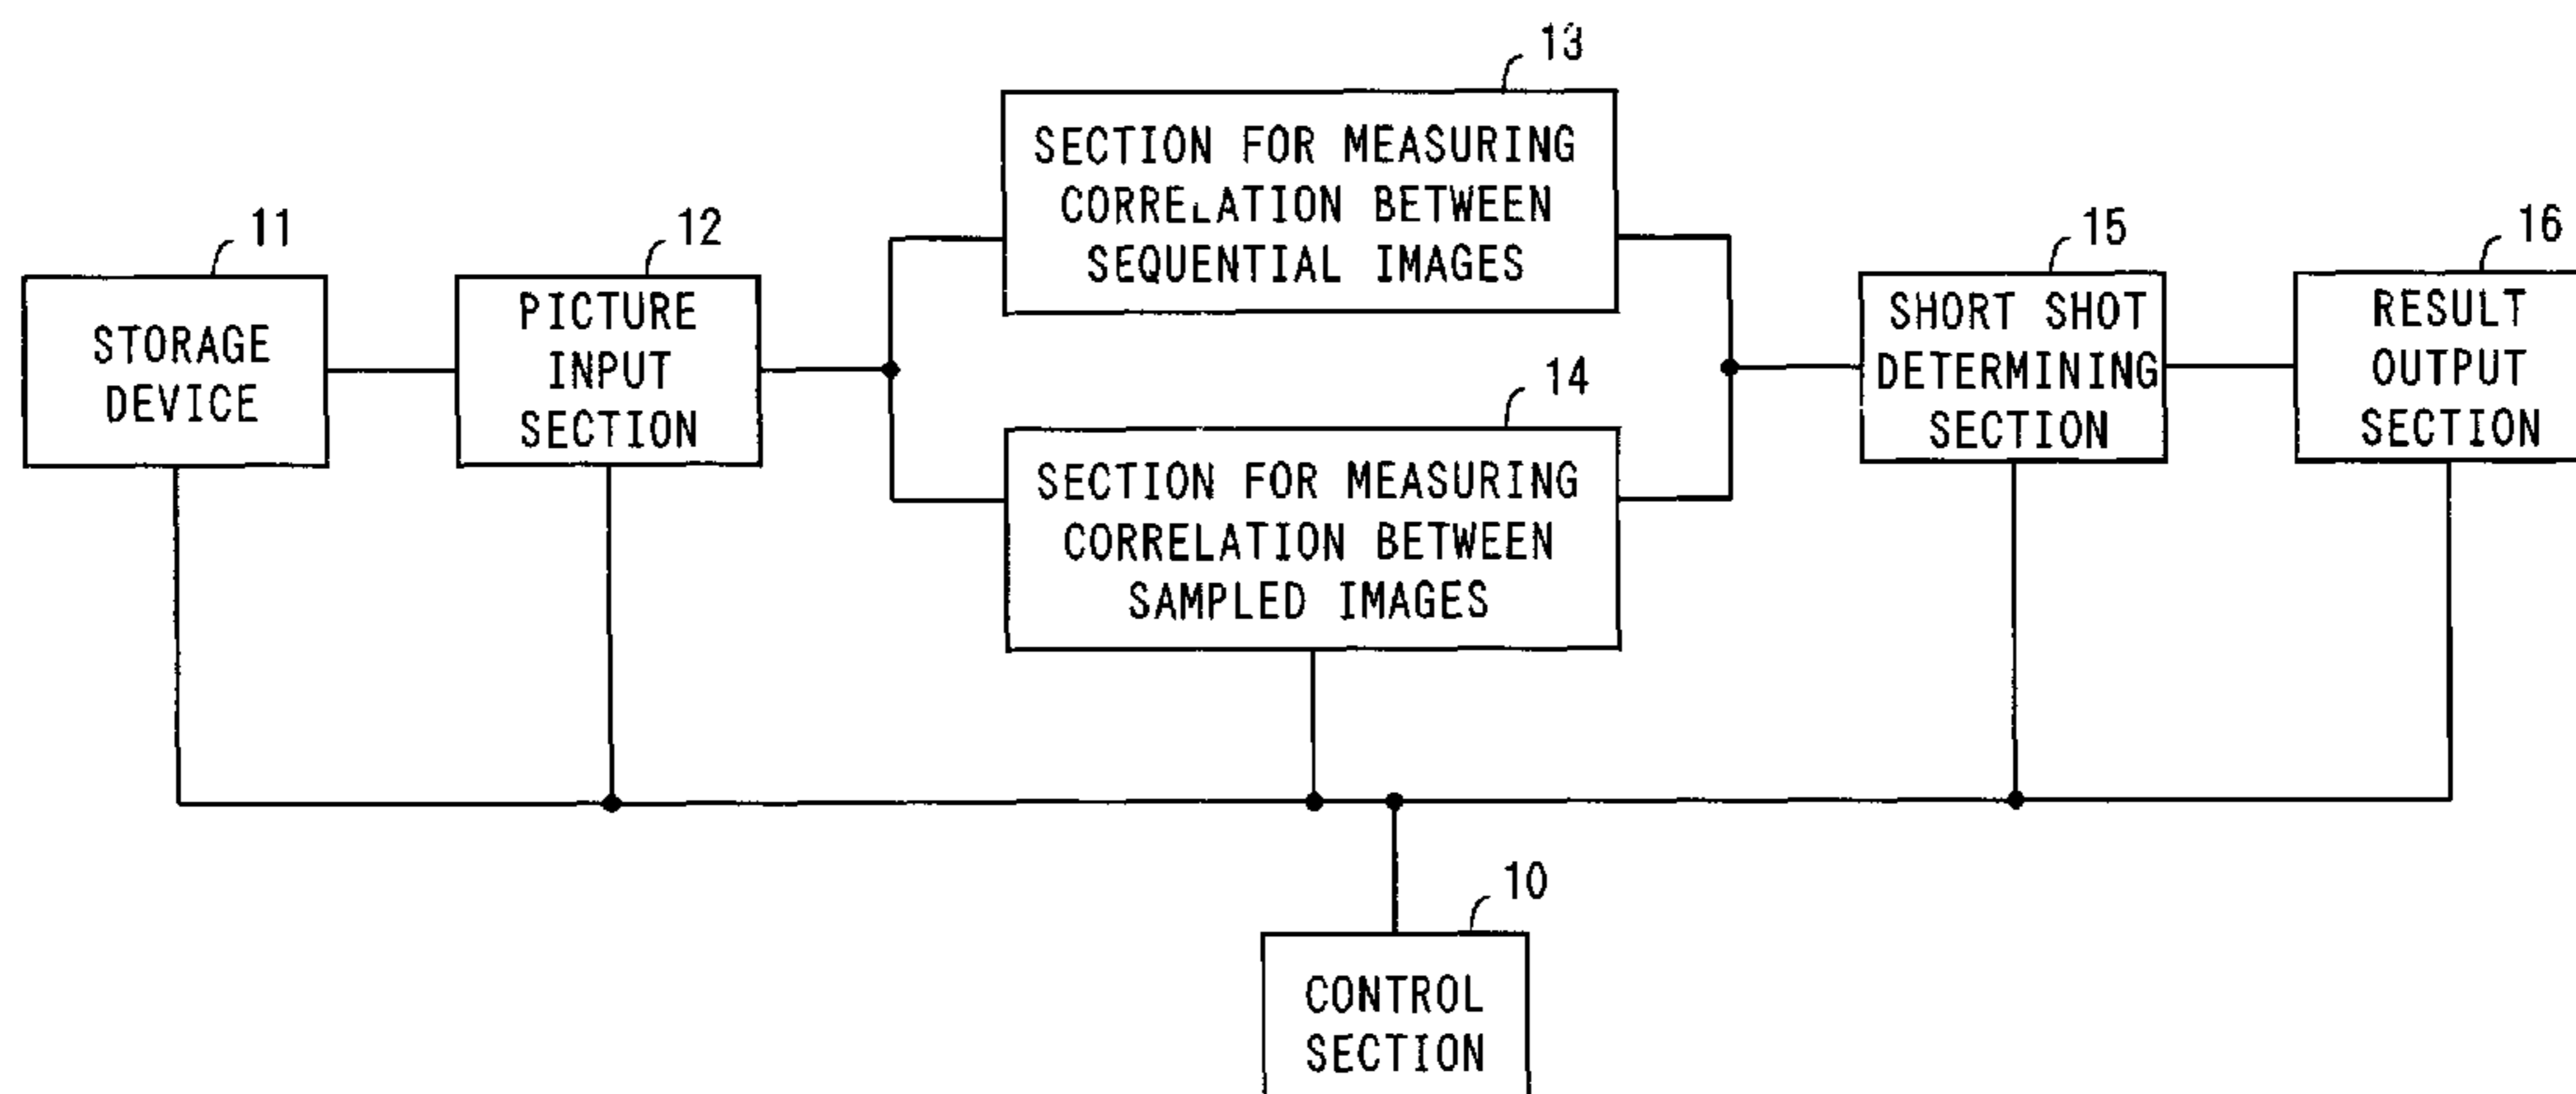 13
SECTION FOR MEASURING
CORRELATION BETWEEN
SEQUENTIAL IMAGES
11
STORAGE
DEVICE
12
PICTURE
INPUT
SECTION
14
SECTION FOR MEASURING
CORRELATION BETWEEN
SAMPLED IMAGES
15
SHORT SHOT
DETERMINING
SECTION
16
RESULT
OUTPUT
SECTION
10
CONTROL
SECTION